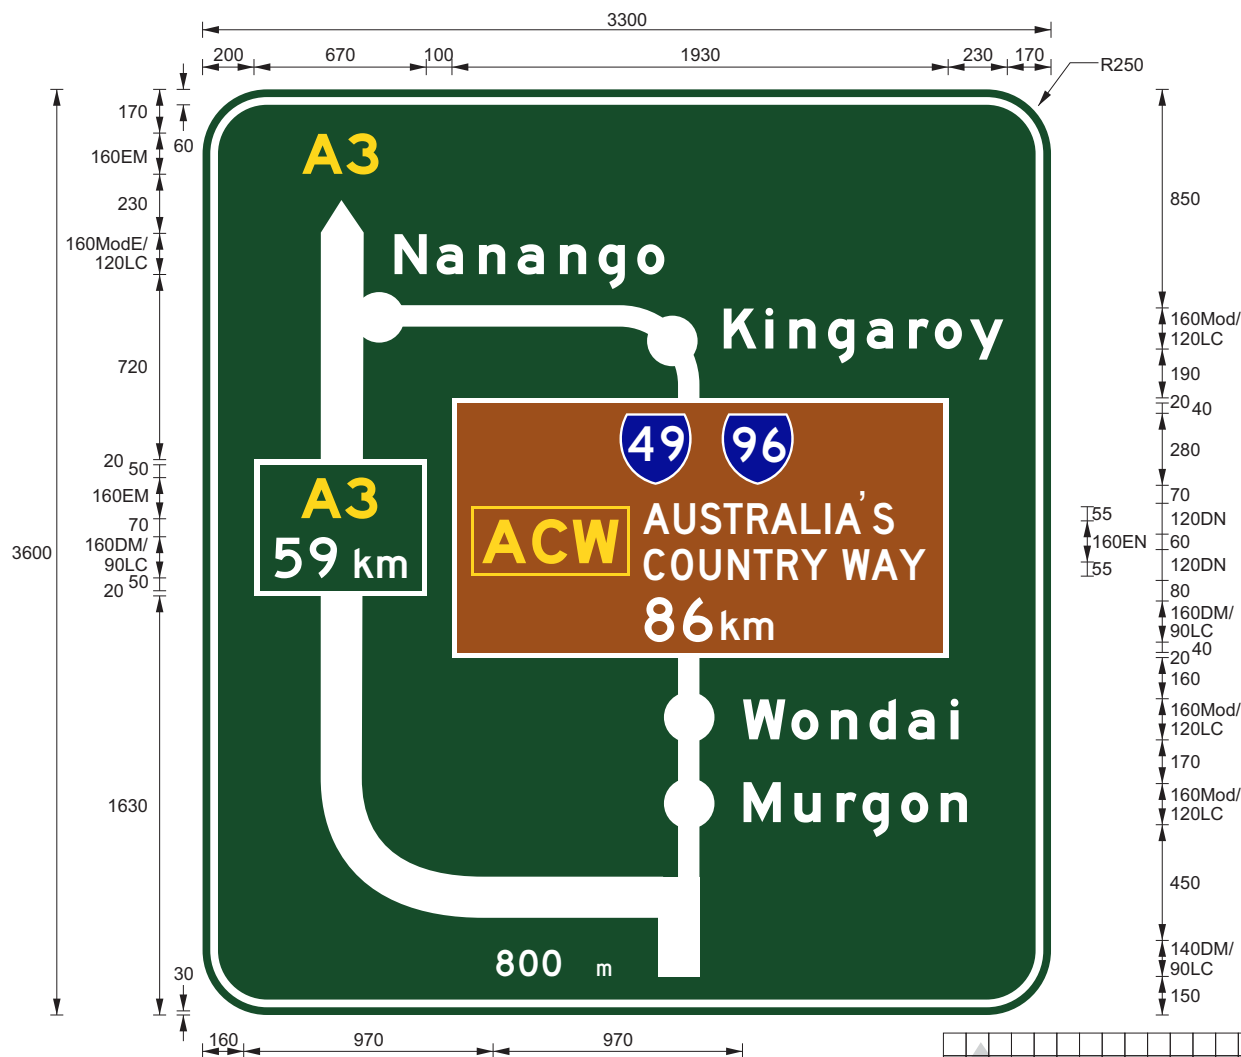 3300
200 670 100 1930 230 170
R250
170
60
160EM
230
160ModE/
120LC
720
20
50
160EM
70
160DM/
90LC
50
20
3600
1630
30
A3
Nanango
Kingaroy
49 96
A3
59 km
ACW
AUSTRALIA'S
COUNTRY WAY
86 km
Wondai
Murgon
800 m
850
160Mod/
120LC
190
20
40
280
70
120DN
60
120DN
80
160DM/
90LC
40
20
160
160Mod/
120LC
170
160Mod/
120LC
450
140DM/
90LC
150
55
160EN
55
160 970 970